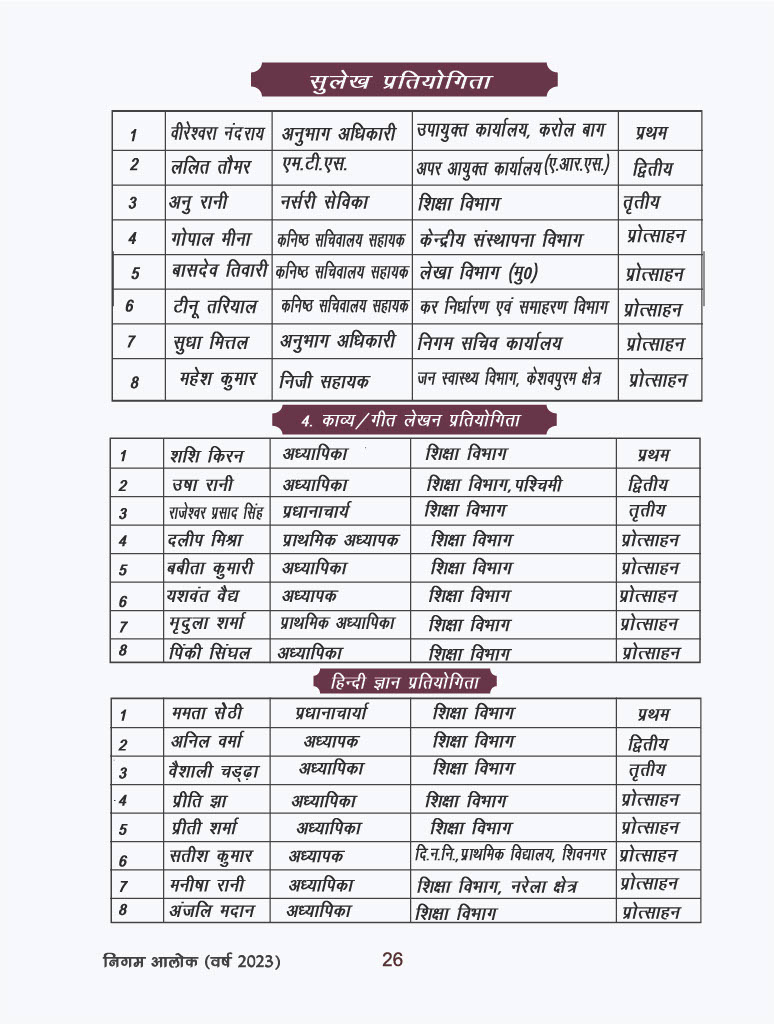 सुलेख प्रतियोगिता
1 वीरेश्वरा नंदराय अनुभाग अधिकारी उपायुक्त कार्यालय, करोल बाग प्रथम
2 ललित तौमर एम.टी.एस. अपर आयुक्त कार्यालय (ए.आर.एस.) द्वितीय
3 अनु रानी नर्सरी सेविका शिक्षा विभाग तृतीय
4 गोपाल मीना कनिष्ठ सचिवालय सहायक केन्द्रीय संस्थापना विभाग प्रोत्साहन
5 बासदेव तिवारी कनिष्ठ सचिवालय सहायक लेखा विभाग (मु0) प्रोत्साहन
6 टीनू तरियाल कनिष्ठ सचिवालय सहायक कर निर्धारण एवं समाहरण विभाग प्रोत्साहन
7 सुधा मित्तल अनुभाग अधिकारी निगम सचिव कार्यालय प्रोत्साहन
8 महेश कुमार निजी सहायक जन स्वास्थ्य विभाग, केशवपुरम क्षेत्र प्रोत्साहन
4. काव्य/गीत लेखन प्रतियोगिता
1 शशि किरन अध्यापिका शिक्षा विभाग प्रथम
2 उषा रानी अध्यापिका शिक्षा विभाग, पश्चिमी द्वितीय
3 राजेश्वर प्रसाद सिंह प्रधानाचार्य शिक्षा विभाग तृतीय
4 दलीप मिश्रा प्राथमिक अध्यापक शिक्षा विभाग प्रोत्साहन
5 बबीता कुमारी अध्यापिका शिक्षा विभाग प्रोत्साहन
6 यशवंत वैद्य अध्यापक शिक्षा विभाग प्रोत्साहन
7 मृदुला शर्मा प्राथमिक अध्यापिका शिक्षा विभाग प्रोत्साहन
8 पिंकी सिंघल अध्यापिका शिक्षा विभाग प्रोत्साहन
हिन्दी ज्ञान प्रतियोगिता
1 ममता सेठी प्रधानाचार्या शिक्षा विभाग प्रथम
2 अनिल वर्मा अध्यापक शिक्षा विभाग द्वितीय
3 वैशाली चड्ढ़ा अध्यापिका शिक्षा विभाग तृतीय
4 प्रीति झा अध्यापिका शिक्षा विभाग प्रोत्साहन
5 प्रीती शर्मा अध्यापिका शिक्षा विभाग प्रोत्साहन
6 सतीश कुमार अध्यापक दि.न.नि.,प्राथमिक विद्यालय, शिवनगर प्रोत्साहन
7 मनीषा रानी अध्यापिका शिक्षा विभाग, नरेला क्षेत्र प्रोत्साहन
8 अंजलि मदान अध्यापिका शिक्षा विभाग प्रोत्साहन
निगम आलोक (वर्ष 2023) 26